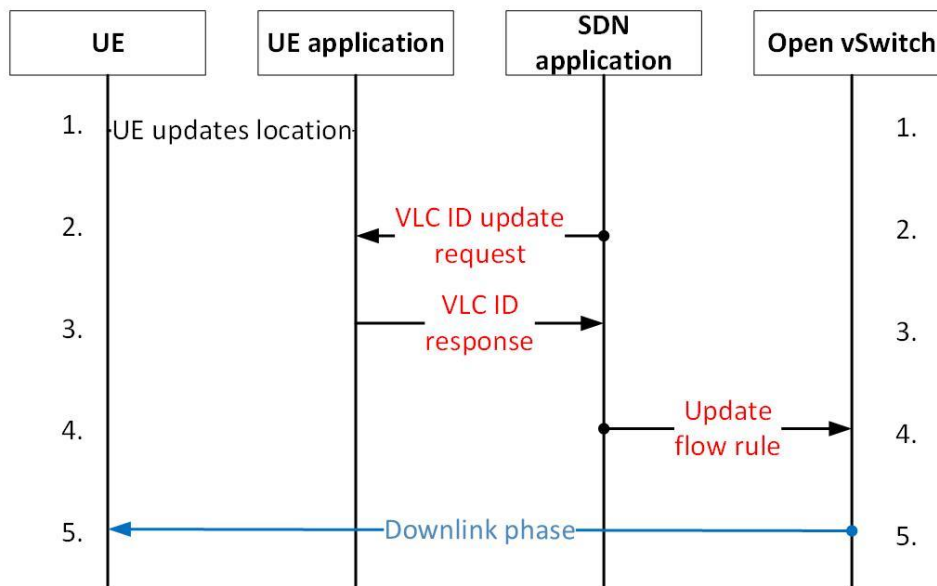 UE
UE application
SDN
application
Open vSwitch
1.
UE updates location
1.
2.
VLC ID update
request
2.
3.
VLC ID
response
3.
4.
Update
flow rule
4.
5.
Downlink phase
5.